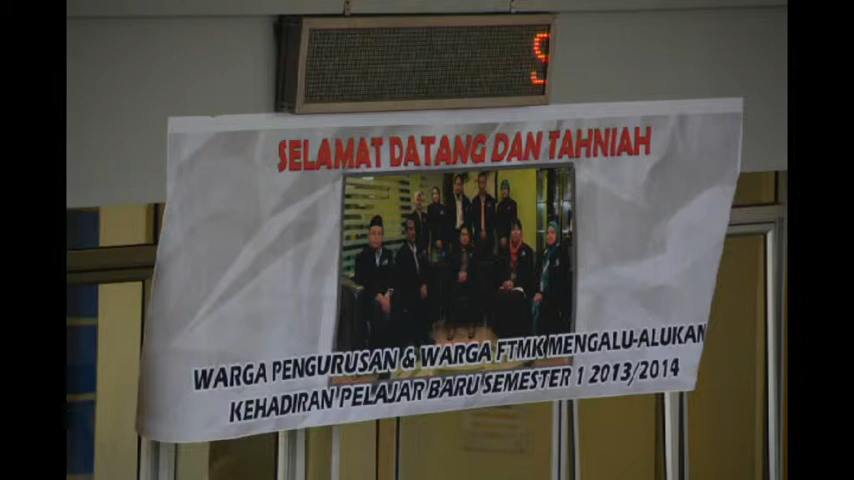 S
SELAMAT DATANG DAN TAHNIAH
WARGA PENGURUSAN & WARGA FTMK MENGALU-ALUKAN
KEHADIRAN PELAJAR BARU SEMESTER 1 2013/2014